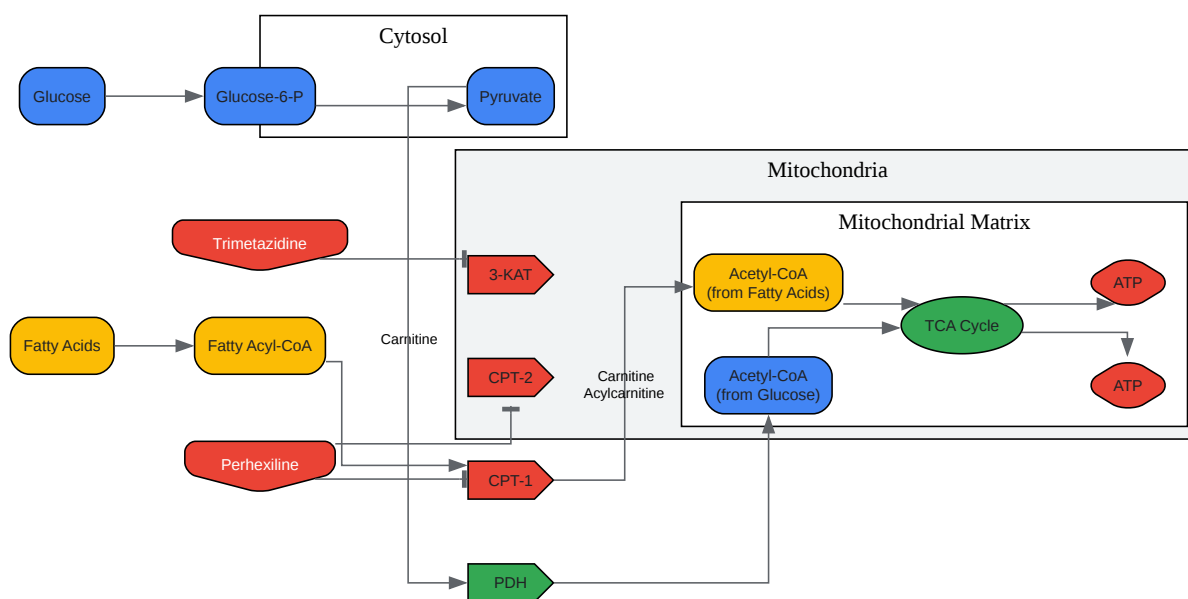 Cytosol
Glucose
Glucose-6-P
Pyruvate
Mitochondria
Mitochondrial Matrix
Trimetazidine
3-KAT
Acetyl-CoA
(from Fatty Acids)
ATP
TCA Cycle
Fatty Acids
Fatty Acyl-CoA
Carnitine
CPT-2
Carnitine
Acylcarnitine
Acetyl-CoA
(from Glucose)
ATP
Perhexiline
CPT-1
PDH